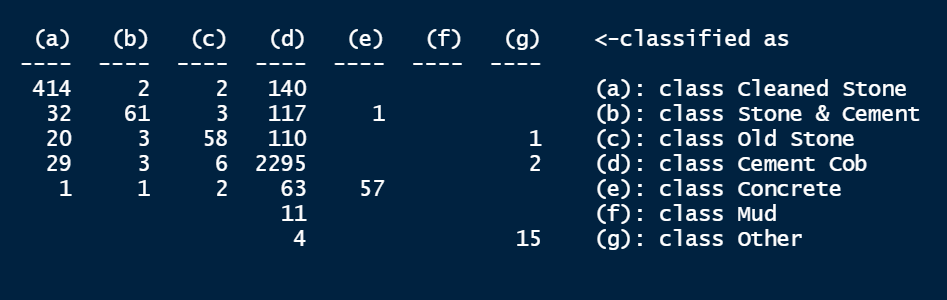 (a) (b) (c) (d) (e) (f) (g) <-classified as
---- ---- ---- ---- ---- ---- ----
414 2 2 140 (a): class Cleaned Stone
32 61 3 117 1 (b): class Stone & Cement
20 3 58 110 1 (c): class Old Stone
29 3 6 2295 2 (d): class Cement Cob
1 1 2 63 57 (e): class Concrete
11 (f): class Mud
4 15 (g): class Other